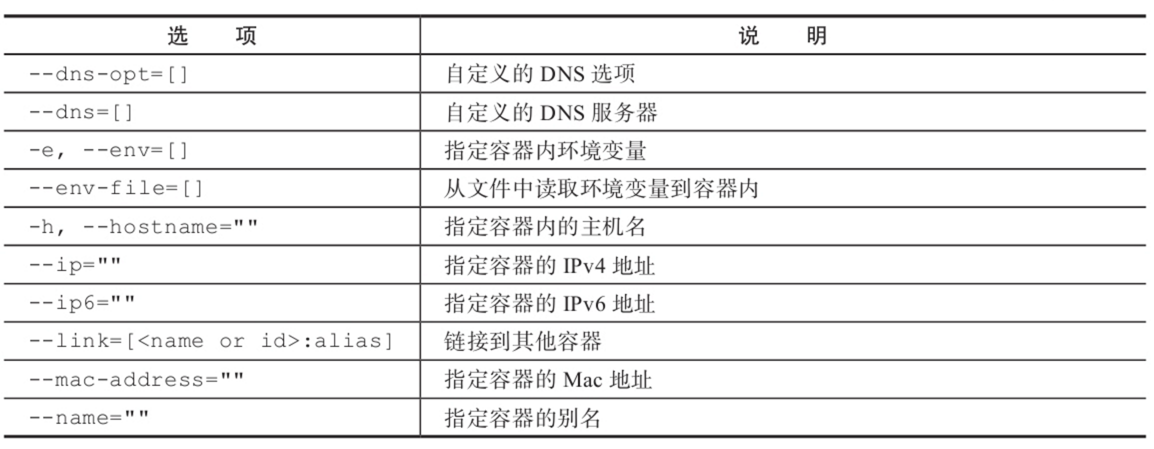 选 项 说 明
--dns-opt=[] 自定义的 DNS 选项
--dns=[] 自定义的 DNS 服务器
-e, --env=[] 指定容器内环境变量
--env-file=[] 从文件中读取环境变量到容器内
-h, --hostname="" 指定容器内的主机名
--ip="" 指定容器的 IPv4 地址
--ip6="" 指定容器的 IPv6 地址
--link=[<name or id>:alias] 链接到其他容器
--mac-address="" 指定容器的 Mac 地址
--name="" 指定容器的别名